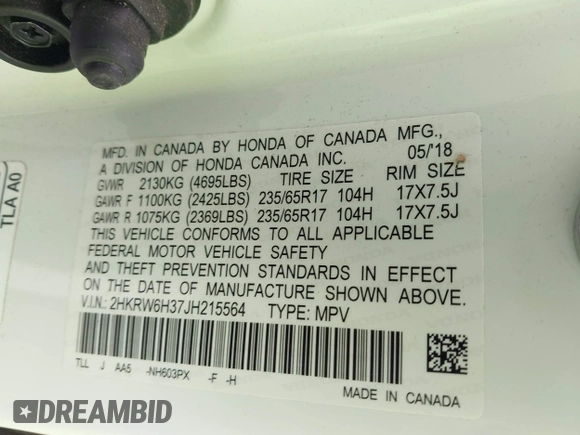 MFD. IN CANADA BY HONDA OF CANADA MFG.,
A DIVISION OF HONDA CANADA INC. 05/'18
GVWR 2130KG (4695LBS) TIRE SIZE RIM SIZE
GAWR F 1100KG (2425LBS) 235/65R17 104H 17X7.5J
GAWR R 1075KG (2369LBS) 235/65R17 104H 17X7.5J
THIS VEHICLE CONFORMS TO ALL APPLICABLE
FEDERAL MOTOR VEHICLE SAFETY
AND THEFT PREVENTION STANDARDS IN EFFECT
ON THE DATE OF MANUFACTURE SHOWN ABOVE.
V.I.N.: 2HKRW6H37JH215564 TYPE: MPV
TLL J AA5 -NH603PX -F -H
MADE IN CANADA
TLA A0
DREAMBID